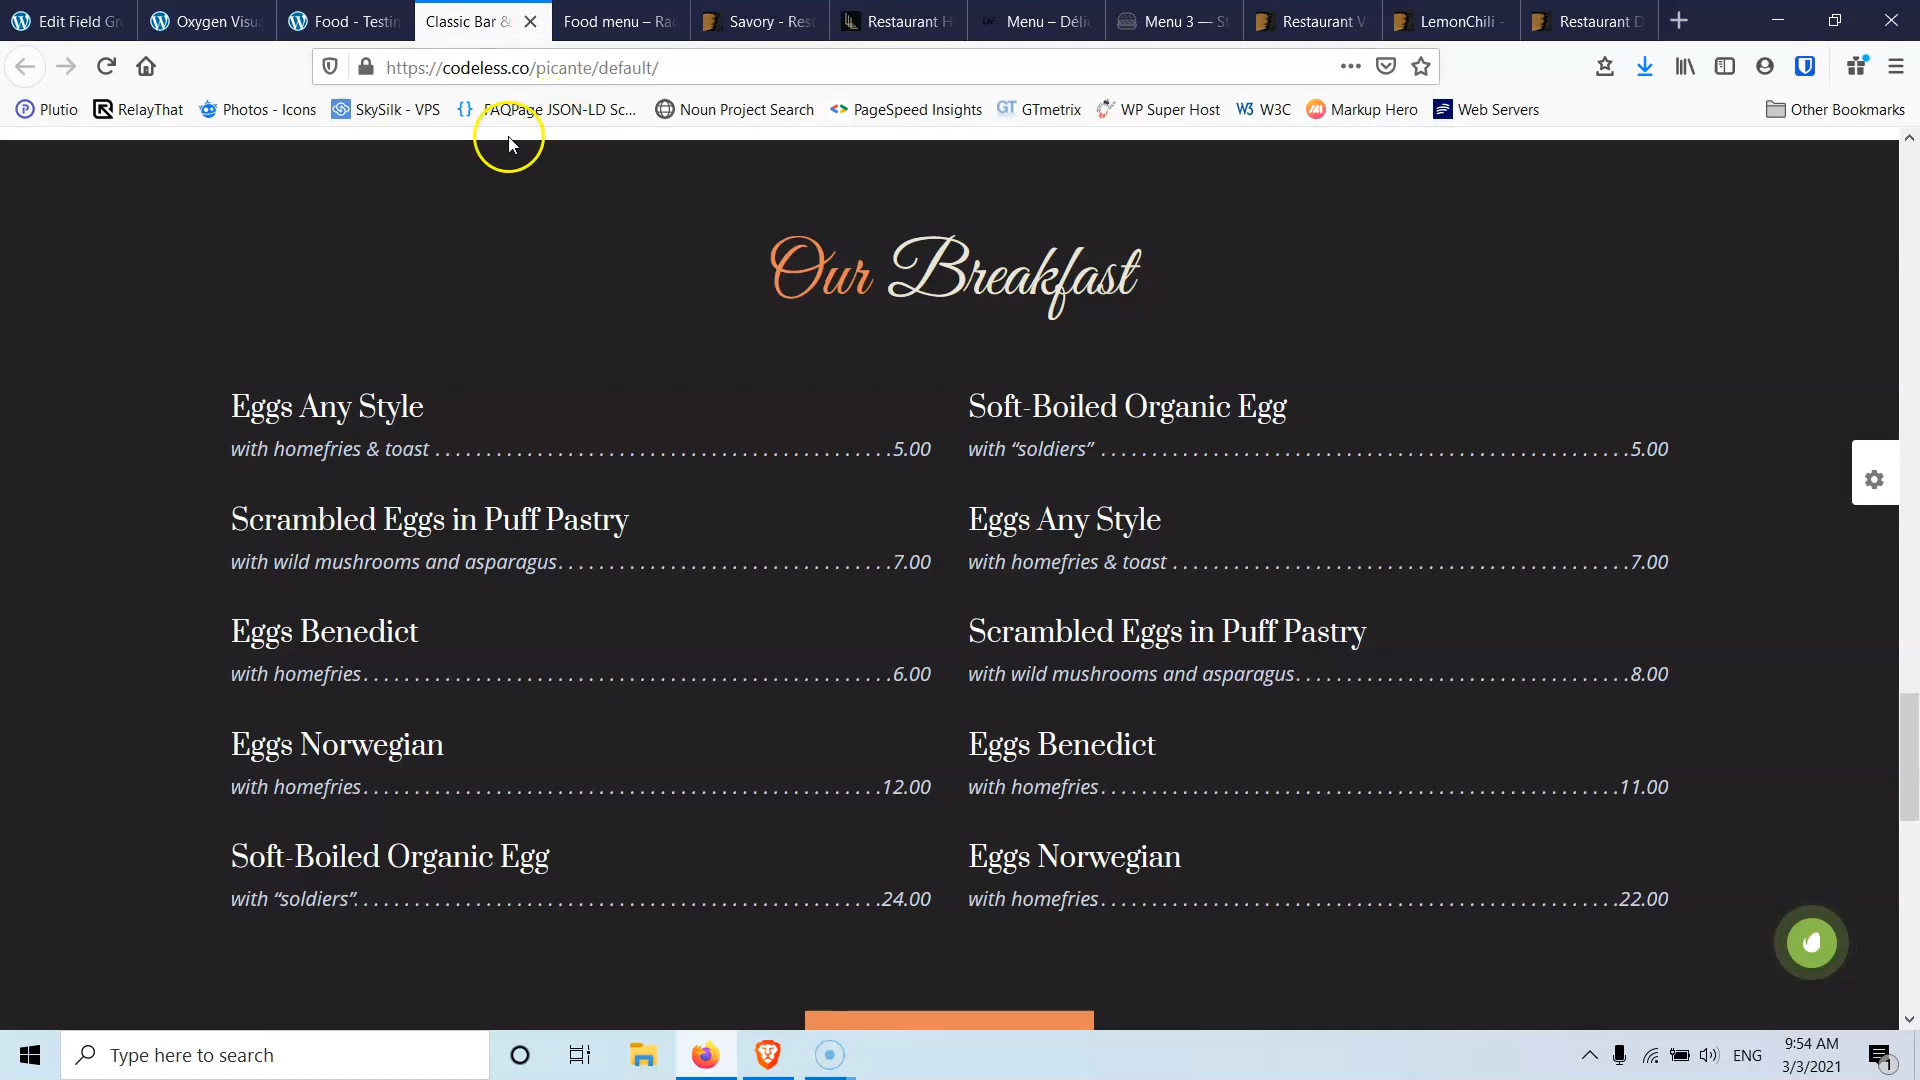 Edit Field Gr
Oxygen Visu
Food - Testin
Classic Bar &
Food menu – Ra
Savory - Rest
Restaurant H
Menu – Délic
Menu 3 — S
Restaurant V
LemonChili -
Restaurant D
https://codeless.co/picante/default/
Plutio
RelayThat
Photos - Icons
SkySilk - VPS
FAQPage JSON-LD Sc...
Noun Project Search
PageSpeed Insights
GTmetrix
WP Super Host
W3C
Markup Hero
Web Servers
Other Bookmarks
Our Breakfast
Eggs Any Style
with homefries & toast 5.00
Scrambled Eggs in Puff Pastry
with wild mushrooms and asparagus 7.00
Eggs Benedict
with homefries 6.00
Eggs Norwegian
with homefries 12.00
Soft-Boiled Organic Egg
with “soldiers” 24.00
Soft-Boiled Organic Egg
with “soldiers” 5.00
Eggs Any Style
with homefries & toast 7.00
Scrambled Eggs in Puff Pastry
with wild mushrooms and asparagus 8.00
Eggs Benedict
with homefries 11.00
Eggs Norwegian
with homefries 22.00
Type here to search
ENG
9:54 AM
3/3/2021
1